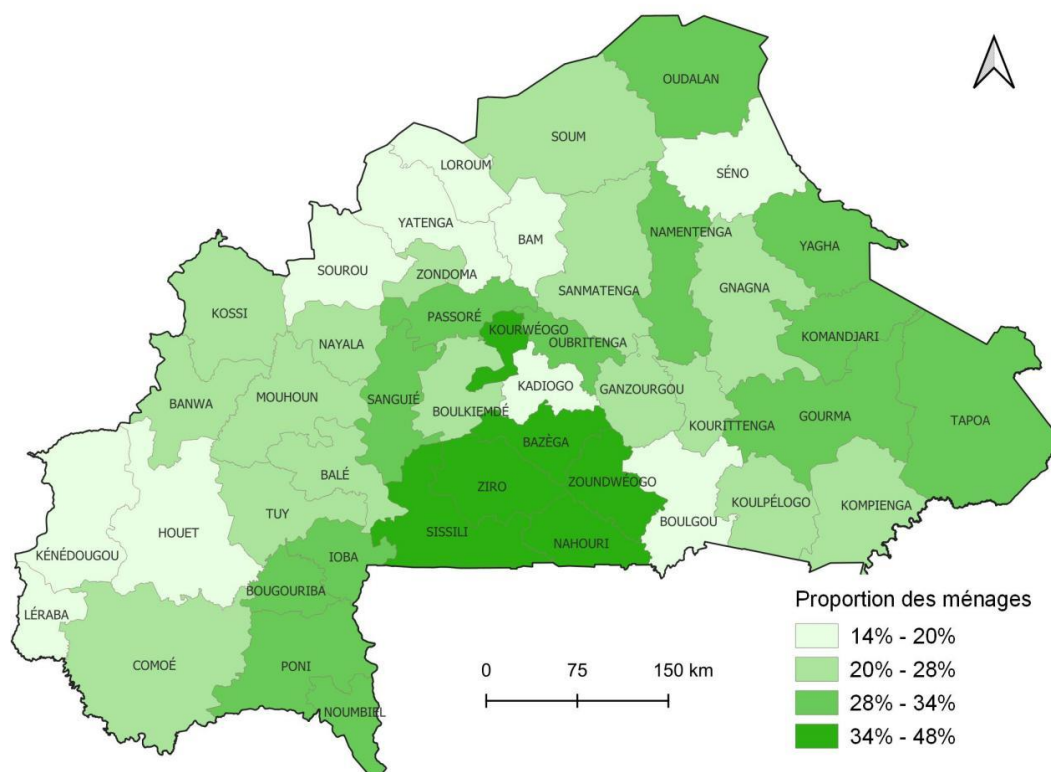 OUDALAN
SOUM
LOROUM
SÉNO
YATENGA
BAM
NAMENTENGA
YAGHA
SOUROU
ZONDOMA
SANMATENGA
GNAGNA
KOSSI
PASSORÉ
KOURWÉOGO
OUBRITENGA
KOMANDJARI
NAYALA
KADIOGO
GANZOURGOU
BANWA
MOUHOUN
SANGUIÉ
BOULKIEMDÉ
KOURITTENGA
GOURMA
TAPOA
BAZÈGA
BALÉ
ZIRO
ZOUNDWÉOGO
KOULPÉLOGO
KOMPIENGA
TUY
SISSILI
NAHOURI
BOULGOU
HOUET
KÉNÉDOUGOU
IOBA
BOUGOURIBA
LÉRABA
COMOÉ
PONI
NOUMBIEL
0 75 150 km
Proportion des ménages
14% - 20%
20% - 28%
28% - 34%
34% - 48%